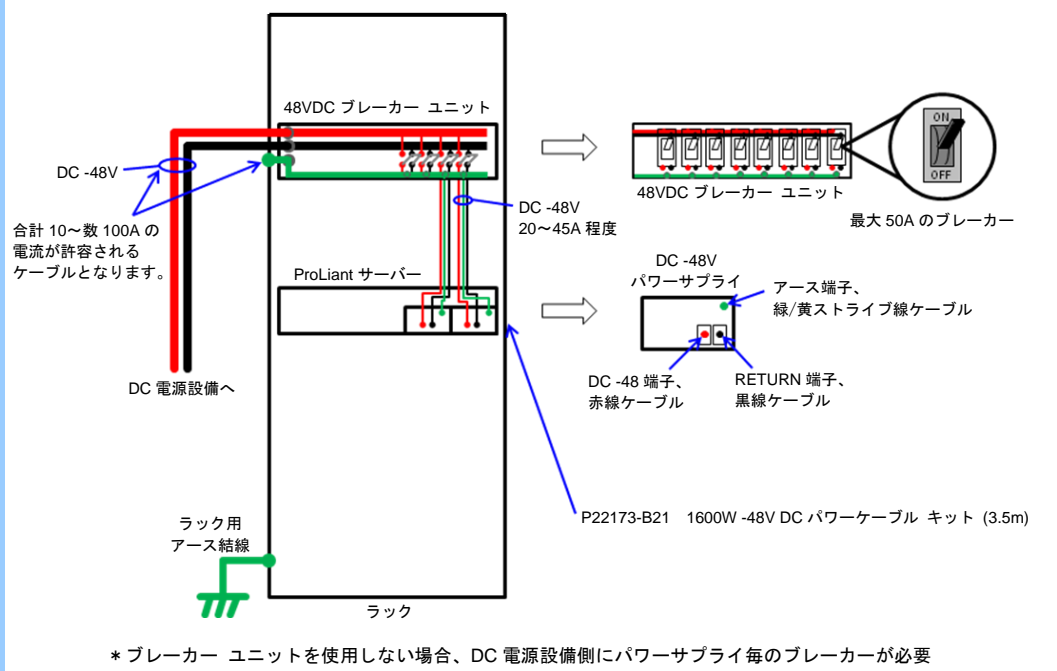 48VDC ブレーカー ユニット
DC -48V
合計 10～数 100A の
電流が許容される
ケーブルとなります。
DC -48V
20～45A 程度
ProLiant サーバー
DC 電源設備へ
ラック用
アース結線
ラック
48VDC ブレーカー ユニット
ON
OFF
最大 50A のブレーカー
DC -48V
パワーサプライ
アース端子、
緑/黄ストライブ線ケーブル
DC -48 端子、
赤線ケーブル
RETURN 端子、
黒線ケーブル
P22173-B21 1600W -48V DC パワーケーブル キット (3.5m)
* ブレーカー ユニットを使用しない場合、DC 電源設備側にパワーサプライ毎のブレーカーが必要